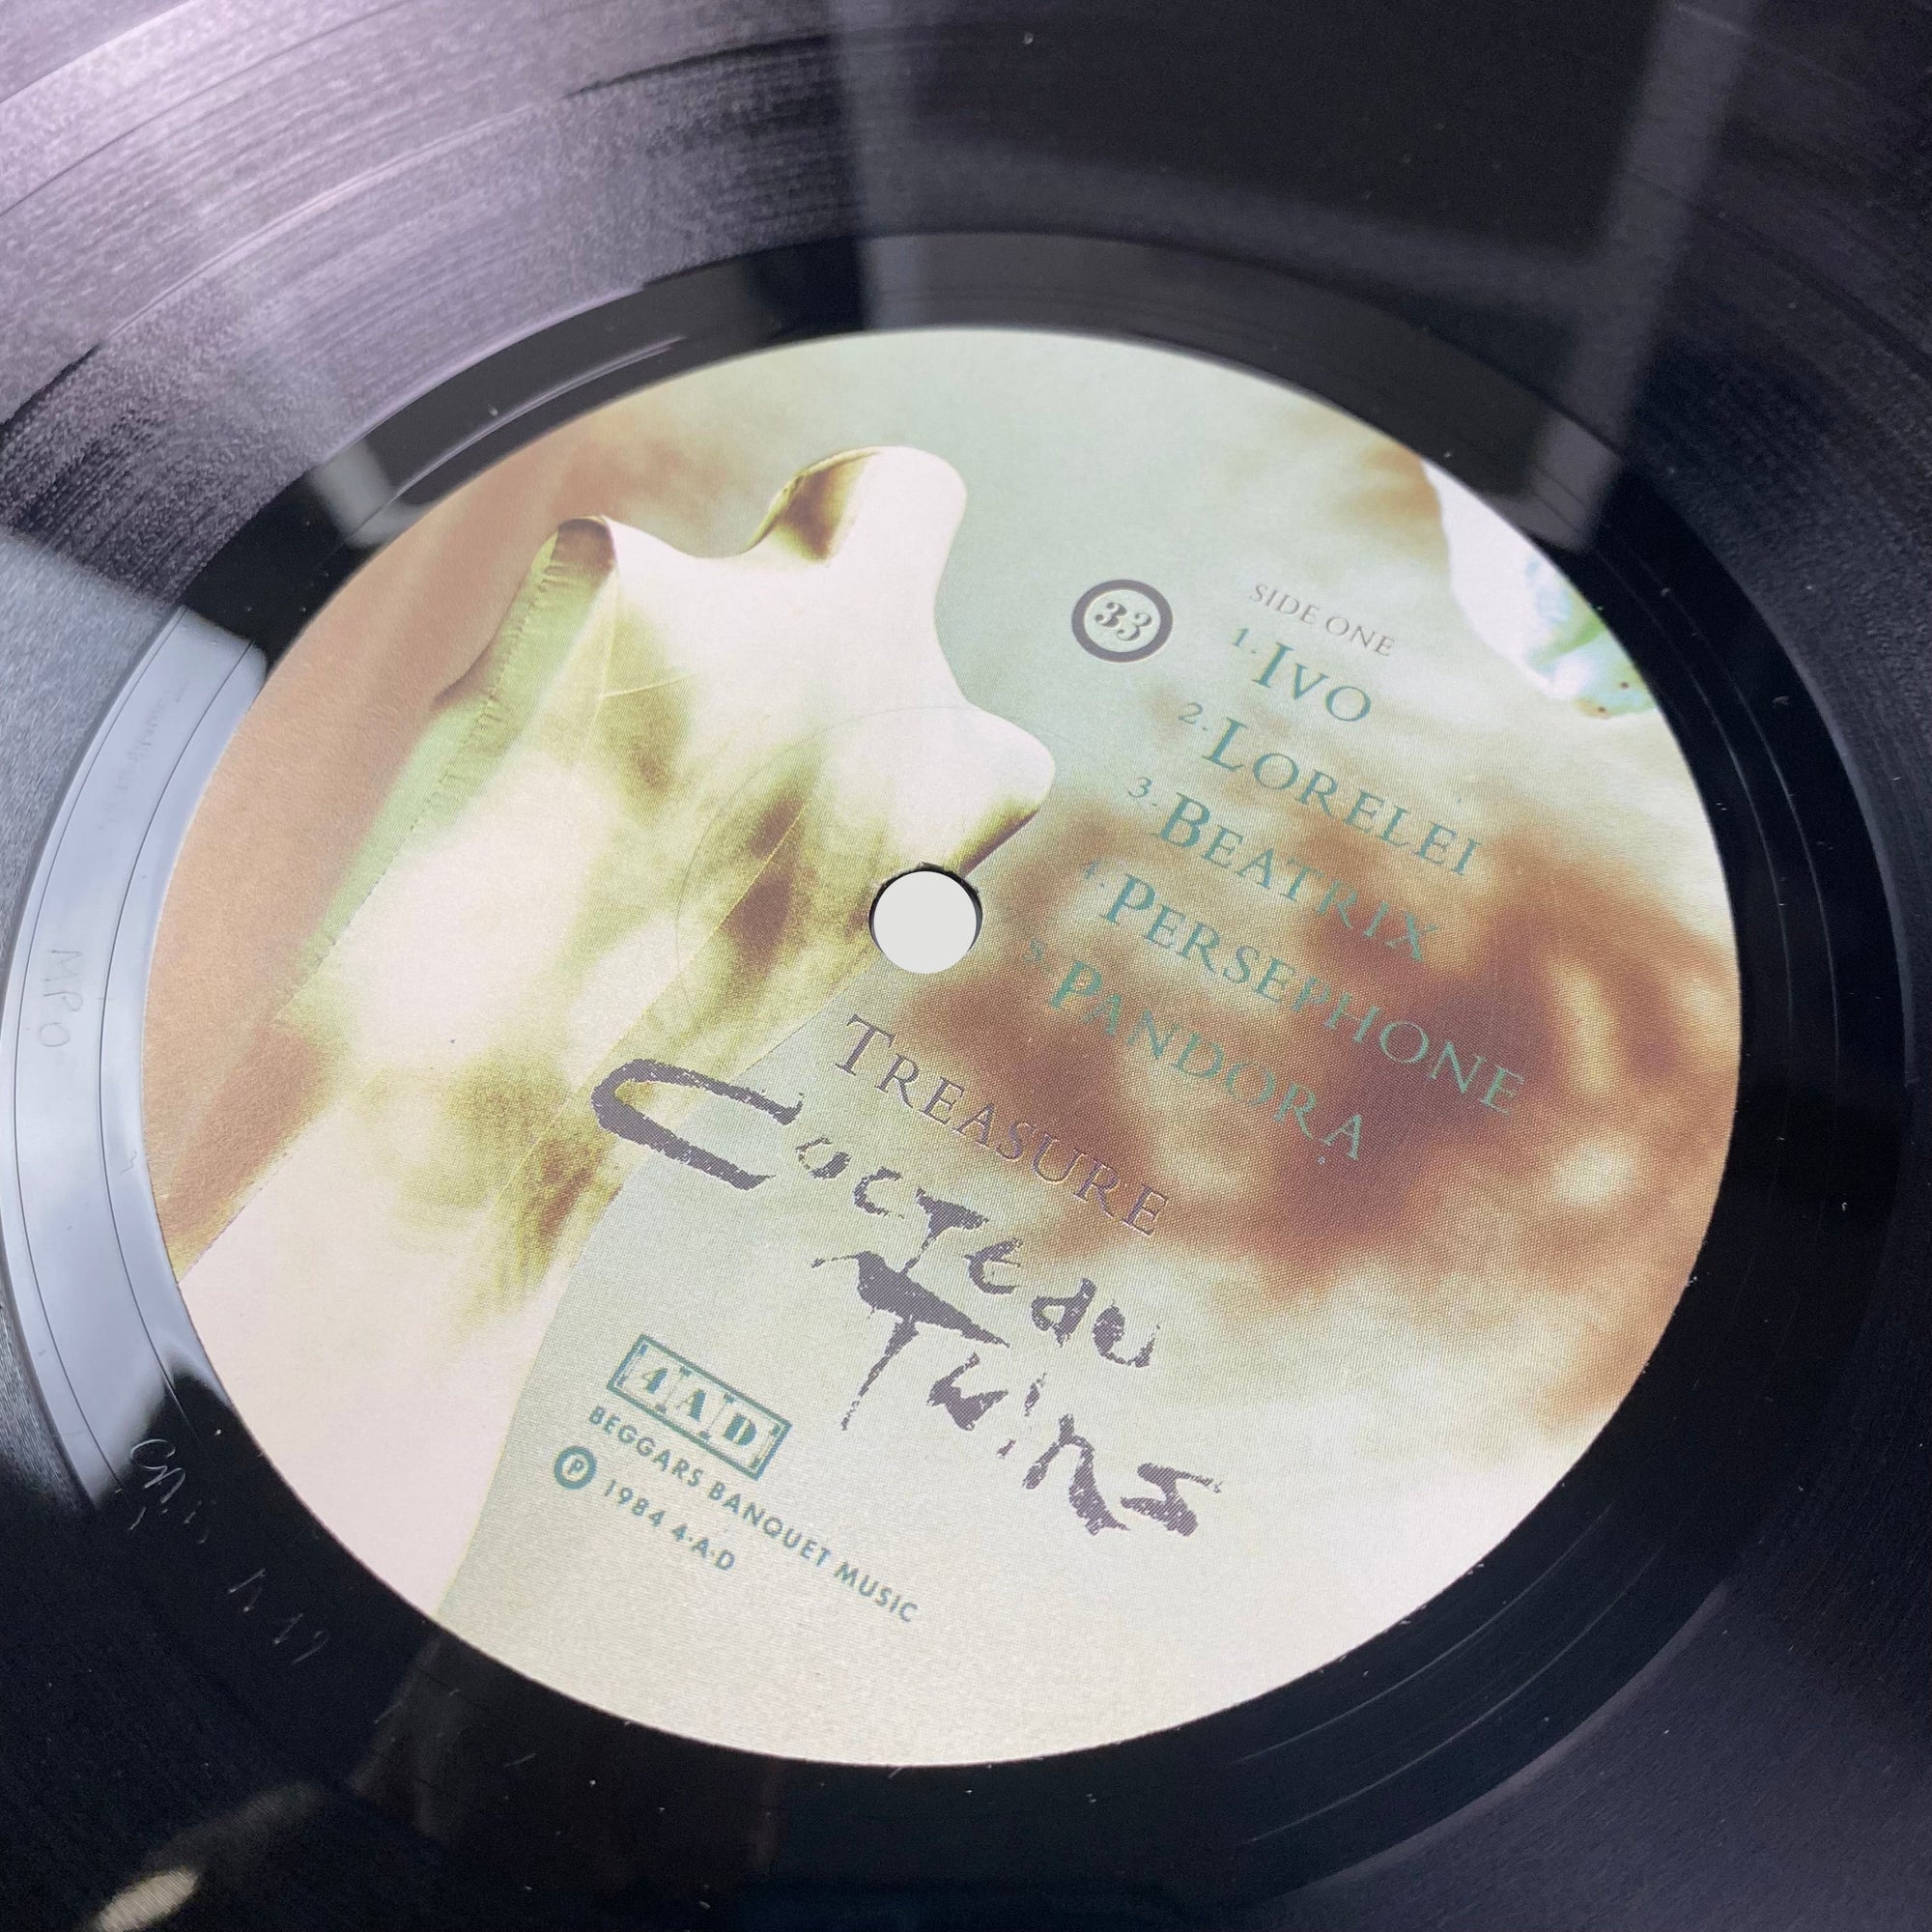 33
SIDE ONE
1. IVO
2. LORELEI
3. BEATRIX
4. PERSEPHONE
5. PANDORA
TREASURE
COCTEAU
TWINS
4AD
BEGGARS BANQUET MUSIC
℗ 1984 4·A·D
MPO